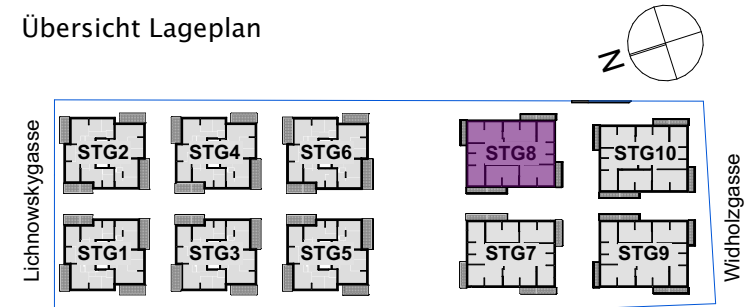 Übersicht Lageplan
N
Lichnowskygasse
STG2 STG4 STG6 STG8 STG10
STG1 STG3 STG5 STG7 STG9
Widholzgasse